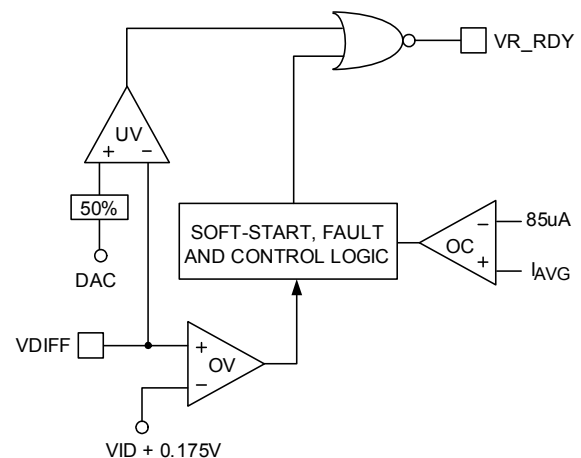 VR_RDY
UV
+ −
50%
DAC
SOFT-START, FAULT
AND CONTROL LOGIC
− 85uA
OC
+ IAVG
VDIFF
+
OV
−
VID + 0.175V